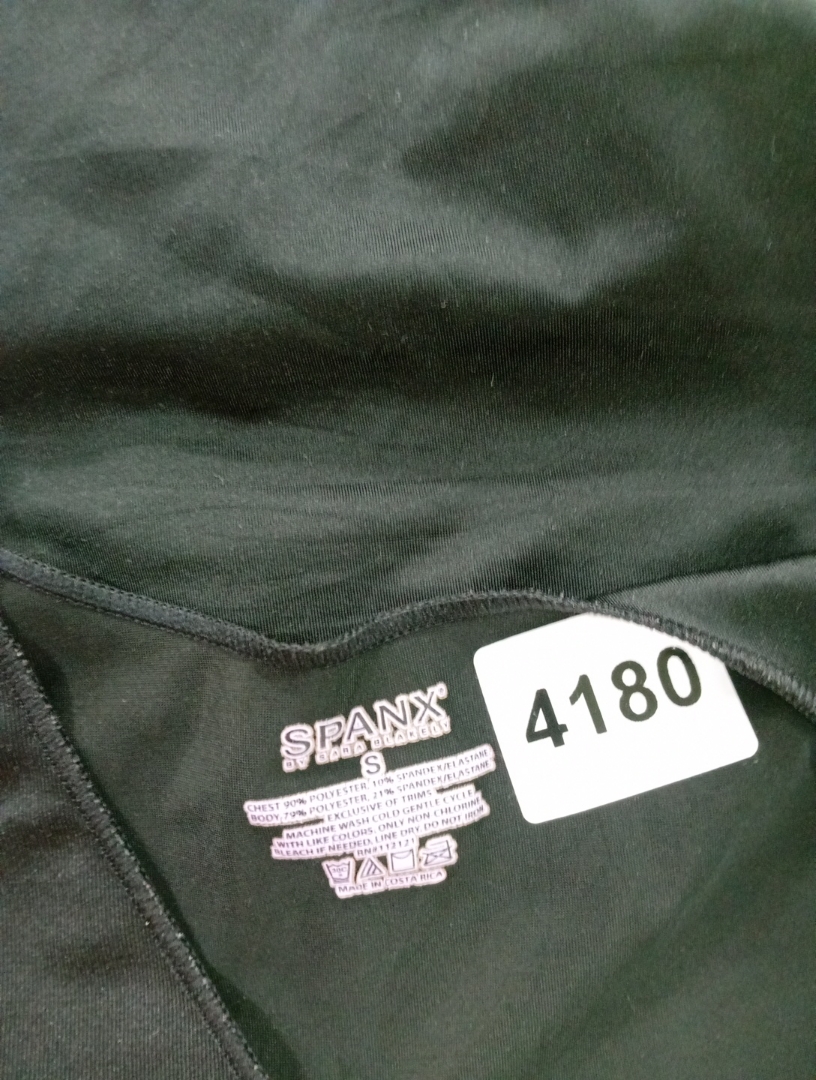 SPANX®
BY SARA BLAKELY
S
CHEST 90% POLYESTER, 10% SPANDEX/ELASTANE
BODY 79% POLYESTER, 21% SPANDEX/ELASTANE
EXCLUSIVE OF TRIMS
MACHINE WASH COLD GENTLE CYCLE
WITH LIKE COLORS. ONLY NON-CHLORINE
BLEACH IF NEEDED. LINE DRY. DO NOT IRON
MADE IN COSTA RICA
4180